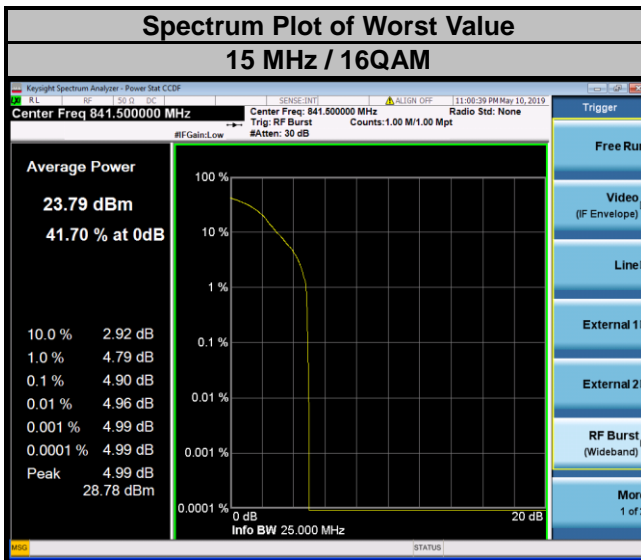 Spectrum Plot of Worst Value
15 MHz / 16QAM
Keysight Spectrum Analyzer - Power Stat CCDF
RL RF 50 Ω DC SENSE:INT ALIGN OFF 11:00:39 PM May 10, 2019
Center Freq 841.500000 MHz
Center Freq: 841.500000 MHz Radio Std: None
Trig: RF Burst Counts:1.00 M/1.00 Mpt
#IFGain:Low #Atten: 30 dB
Average Power
23.79 dBm
41.70 % at 0dB
10.0 % 2.92 dB
1.0 % 4.79 dB
0.1 % 4.90 dB
0.01 % 4.96 dB
0.001 % 4.99 dB
0.0001 % 4.99 dB
Peak 4.99 dB
28.78 dBm
100 %
10 %
1 %
0.1 %
0.01 %
0.001 %
0.0001 %
0 dB 20 dB
Info BW 25.000 MHz
Trigger
Free Run
Video
(IF Envelope)
Line
External 1
External 2
RF Burst
(Wideband)
More
1 of
MSG STATUS